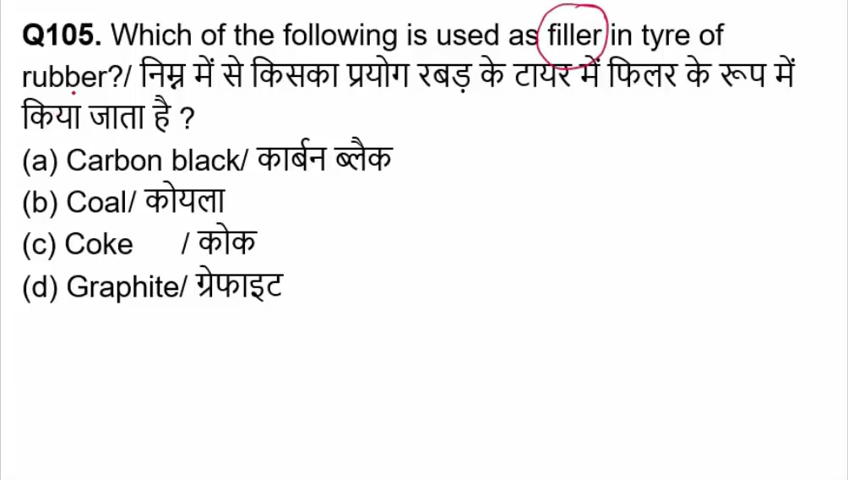 Q105. Which of the following is used as filler in tyre of
rubber?/ निम्न में से किसका प्रयोग रबड़ के टायर में फिलर के रूप में
किया जाता है ?
(a) Carbon black/ कार्बन ब्लैक
(b) Coal/ कोयला
(c) Coke / कोक
(d) Graphite/ ग्रेफाइट